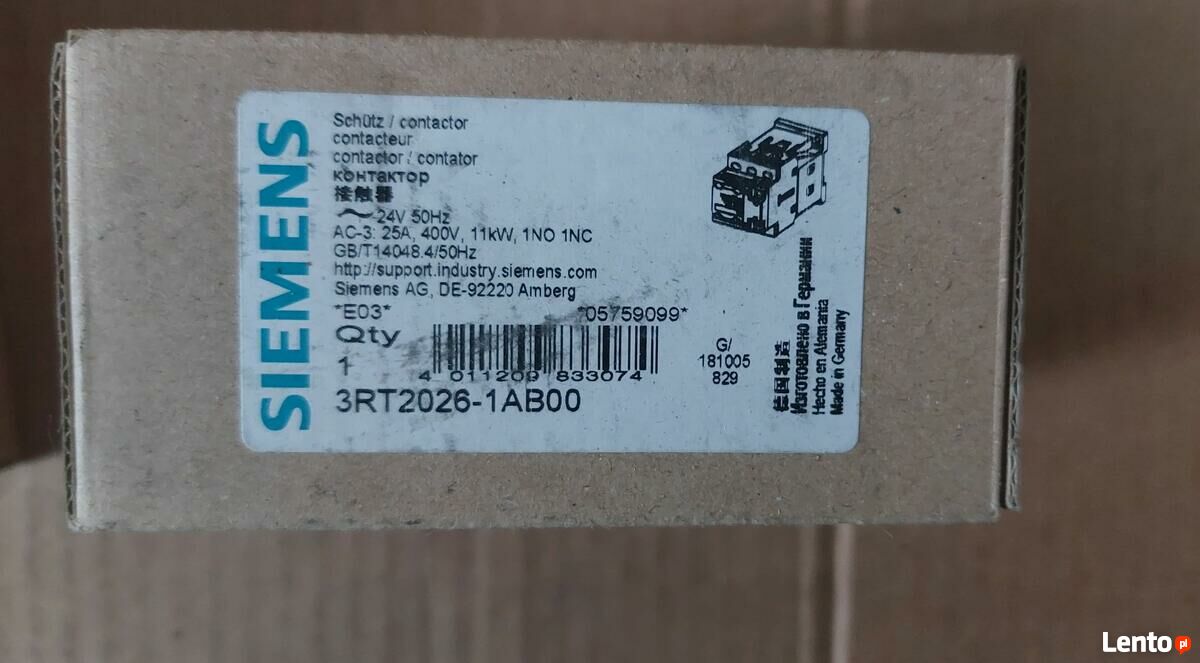 SIEMENS
Schütz / contactor
contacteur
contactor / contator
контактор
接触器
~ 24V 50Hz
AC-3: 25A, 400V, 11kW, 1NO 1NC
GB/T14048.4/50Hz
http://support.industry.siemens.com
Siemens AG, DE-92220 Amberg
*E03* *05759099*
Qty
1
4 011209 833074
3RT2026-1AB00
G/
181005
829
德国制造
Изготовлено в Германии
Hecho en Alemania
Made in Germany
Lento.pl